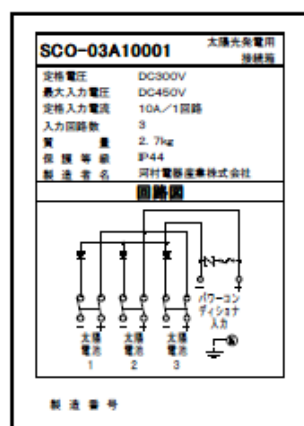 SCO-03A10001
太陽光発電用
接続箱
定格電圧 DC300V
最大入力電圧 DC450V
定格入力電流 10A／1回路
入力回路数 3
質量 2.7kg
保護等級 IP44
製造者名 河村電器産業株式会社
回路図
パワーコン
ディショナ
入力
太陽
電池
1
太陽
電池
2
太陽
電池
3
製造番号